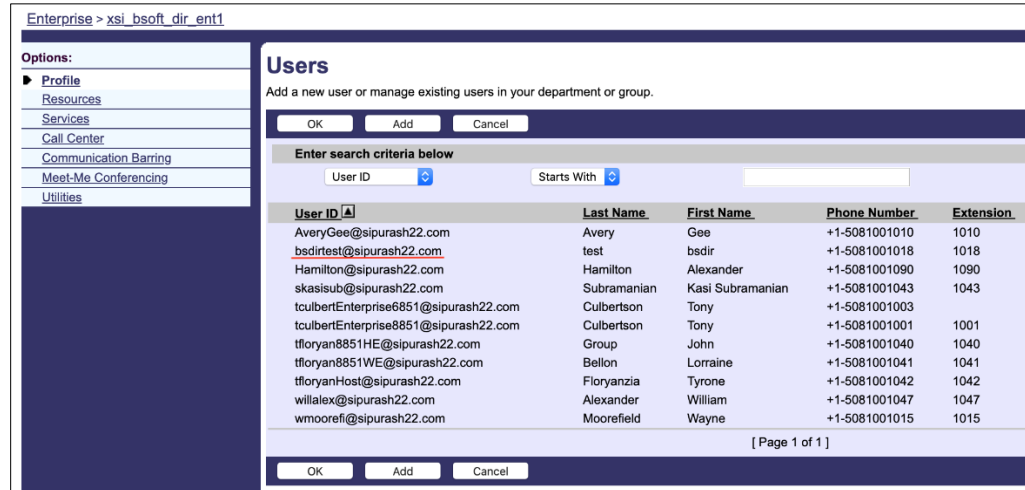 Enterprise > xsi_bsoft_dir_ent1
Options:
Profile
Resources
Services
Call Center
Communication Barring
Meet-Me Conferencing
Utilities
Users
Add a new user or manage existing users in your department or group.
OK Add Cancel
Enter search criteria below
User ID Starts With
User ID Last Name First Name Phone Number Extension
AveryGee@sipurash22.com Avery Gee +1-5081001010 1010
bsdirtest@sipurash22.com test bsdir +1-5081001018 1018
Hamilton@sipurash22.com Hamilton Alexander +1-5081001090 1090
skasisub@sipurash22.com Subramanian Kasi Subramanian +1-5081001043 1043
tculbertEnterprise6851@sipurash22.com Culbertson Tony +1-5081001003
tculbertEnterprise8851@sipurash22.com Culbertson Tony +1-5081001001 1001
tfloryan8851HE@sipurash22.com Group John +1-5081001040 1040
tfloryan8851WE@sipurash22.com Bellon Lorraine +1-5081001041 1041
tfloryanHost@sipurash22.com Floryanzia Tyrone +1-5081001042 1042
willalex@sipurash22.com Alexander William +1-5081001047 1047
wmoorefi@sipurash22.com Moorefield Wayne +1-5081001015 1015
[ Page 1 of 1 ]
OK Add Cancel